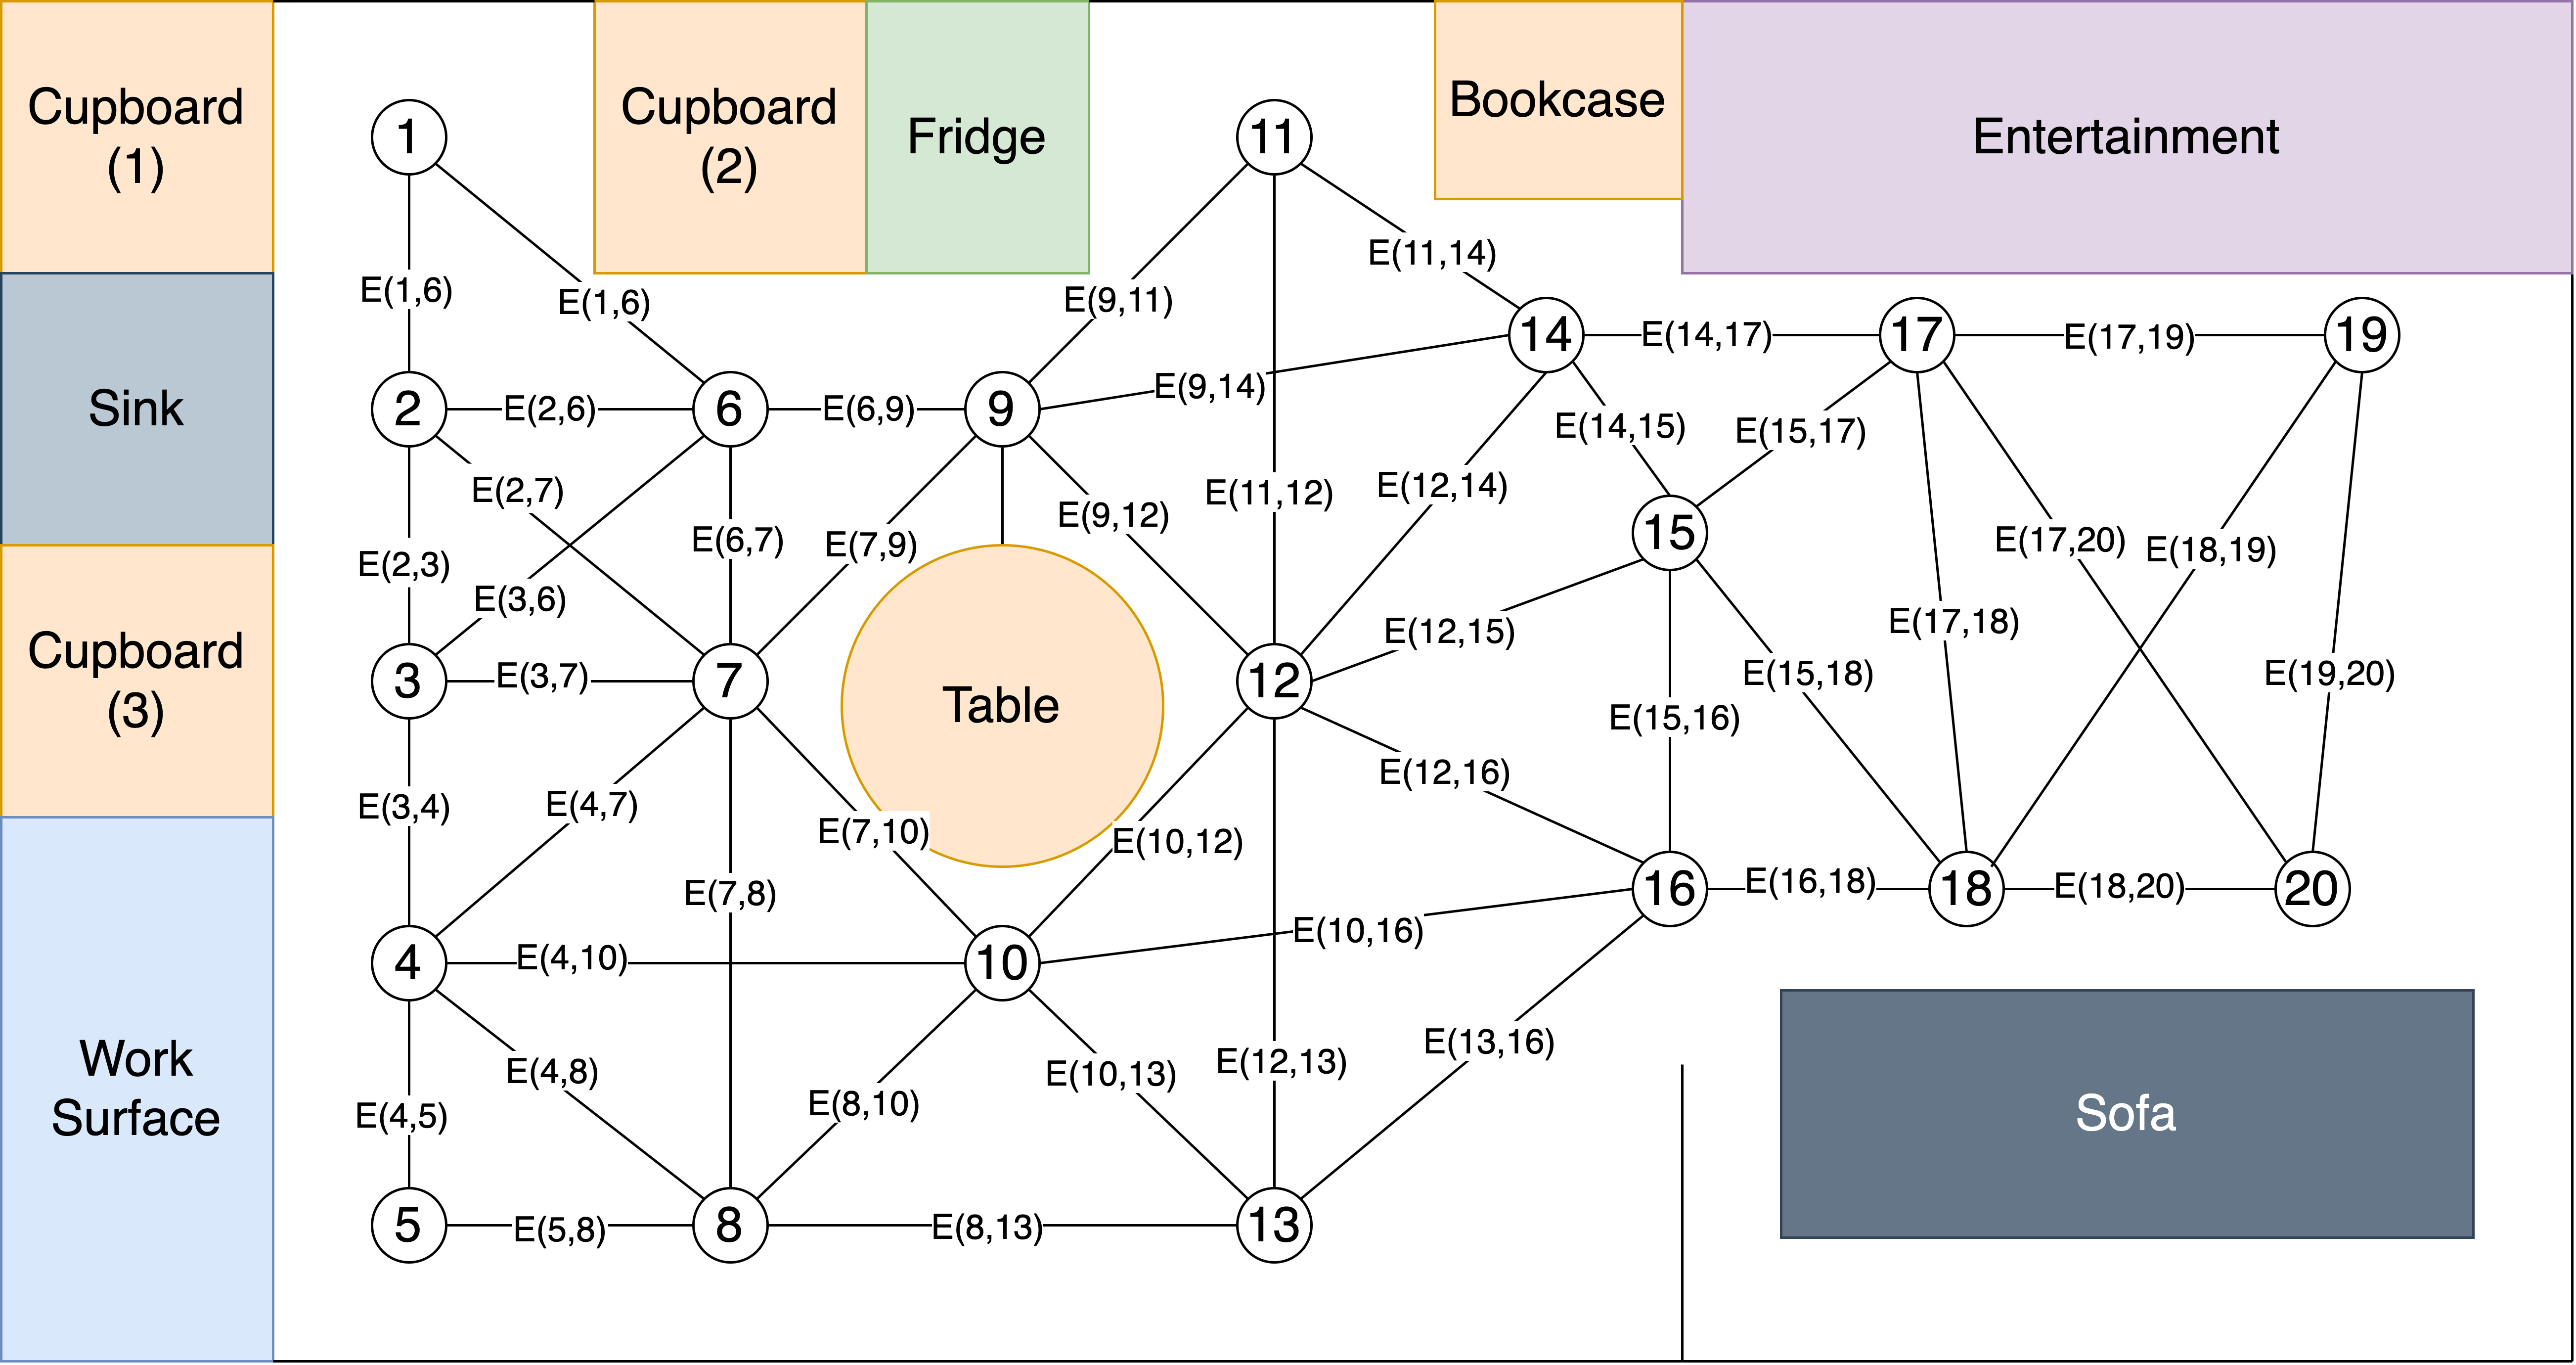 Cupboard
(1)
Cupboard
(2)
Fridge
Bookcase
Entertainment
1
11
E(1,6)
E(1,6)
E(9,11)
E(11,14)
Sink
2
E(2,6)
6
E(6,9)
9
E(9,14)
14
E(14,17)
17
E(17,19)
19
E(2,7)
E(2,3)
E(3,6)
E(6,7)
E(7,9)
E(9,12)
E(11,12)
E(12,14)
E(14,15)
E(15,17)
15
E(17,20)
E(18,19)
Cupboard
(3)
3
E(3,7)
7
Table
12
E(12,15)
E(15,16)
E(15,18)
E(17,18)
E(19,20)
E(3,4)
E(4,7)
E(7,8)
E(7,10)
E(10,12)
E(12,16)
16
E(16,18)
18
E(18,20)
20
4
E(4,10)
10
E(10,16)
Work
Surface
E(4,5)
E(4,8)
E(8,10)
E(10,13)
E(12,13)
E(13,16)
Sofa
5
E(5,8)
8
E(8,13)
13